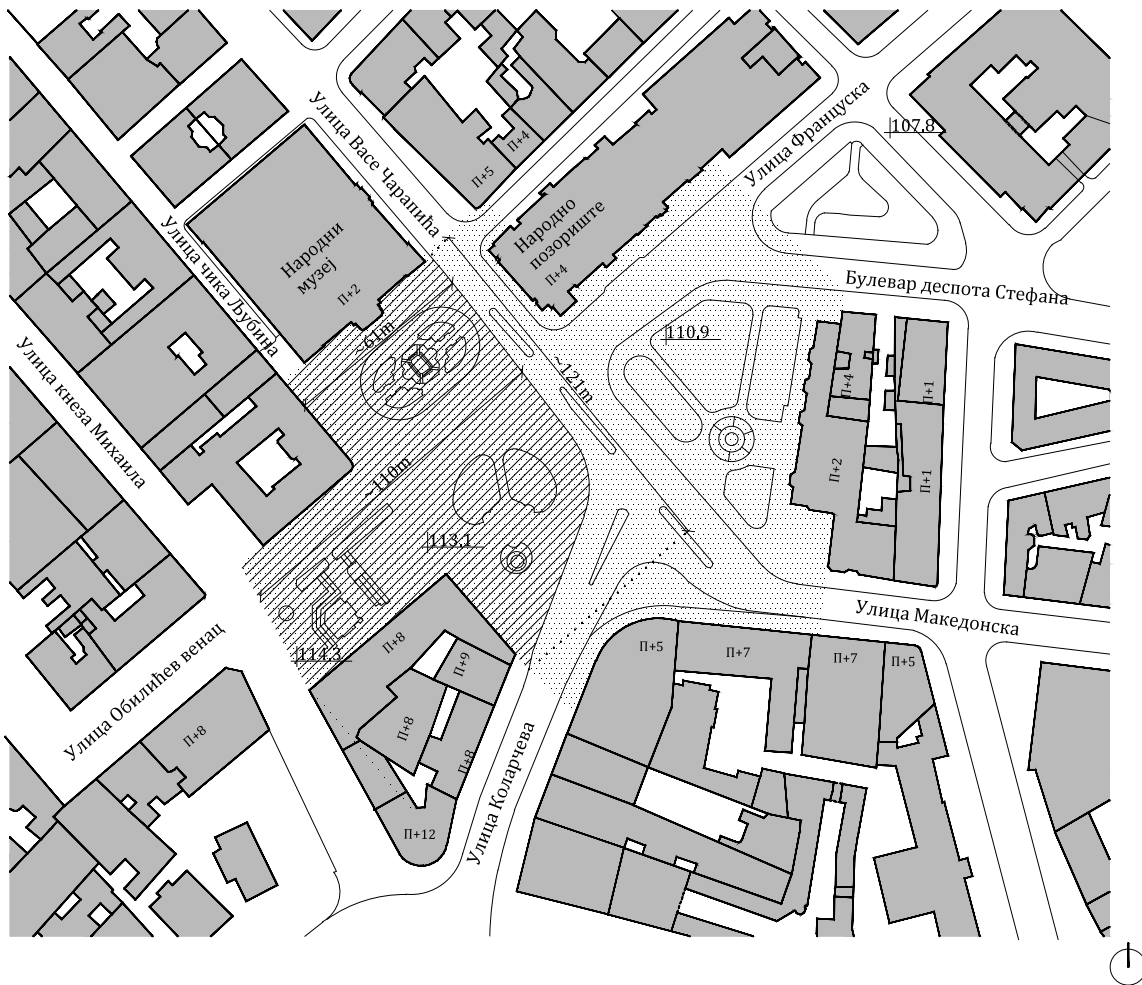 Улица Васе Чарапића
П+4
П+5
Улица Француска
107.8
Народно
позориште
П+4
Народни
музеј
П+2
Улица чика Љубина
Булевар деспота Стефана
~61m
110.9
~121m
Улица кнеза Михаила
П+4
П+1
~110m
П+2
П+1
113.1
Улица Македонска
Улица Обилићев венац
114.3
П+8
П+9
П+5
П+7
П+7
П+5
П+8
П+8
П+8
Улица Коларчева
П+12